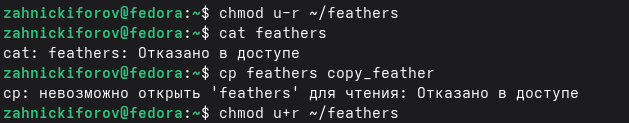 zahnickiforov@fedora:~$ chmod u-r ~/feathers
zahnickiforov@fedora:~$ cat feathers
cat: feathers: Отказано в доступе
zahnickiforov@fedora:~$ cp feathers copy_feather
cp: невозможно открыть 'feathers' для чтения: Отказано в доступе
zahnickiforov@fedora:~$ chmod u+r ~/feathers